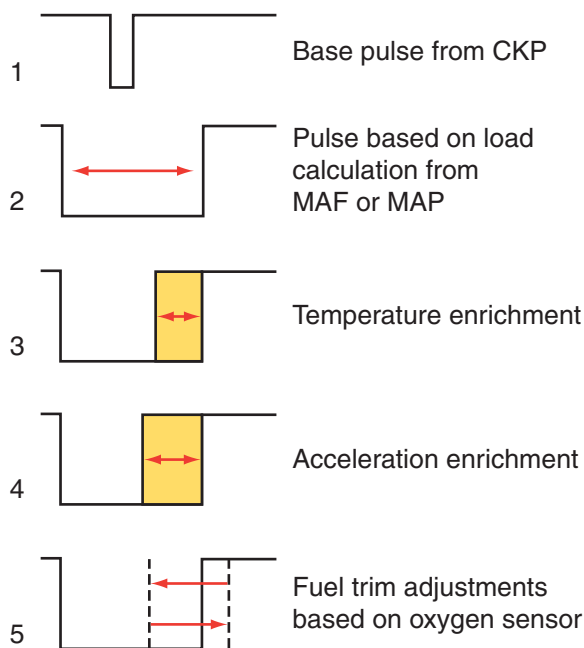 1
Base pulse from CKP
2
Pulse based on load
calculation from
MAF or MAP
3
Temperature enrichment
4
Acceleration enrichment
5
Fuel trim adjustments
based on oxygen sensor